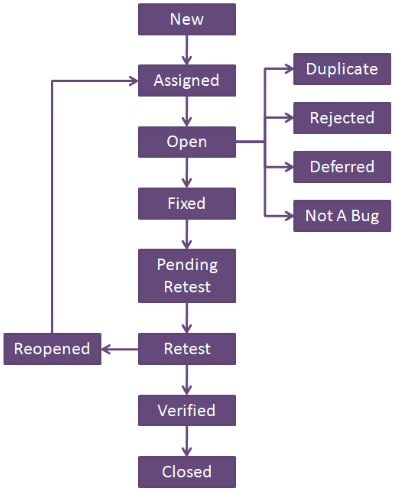 New
Assigned
Duplicate
Rejected
Open
Deferred
Fixed
Not A Bug
Pending
Retest
Reopened
Retest
Verified
Closed